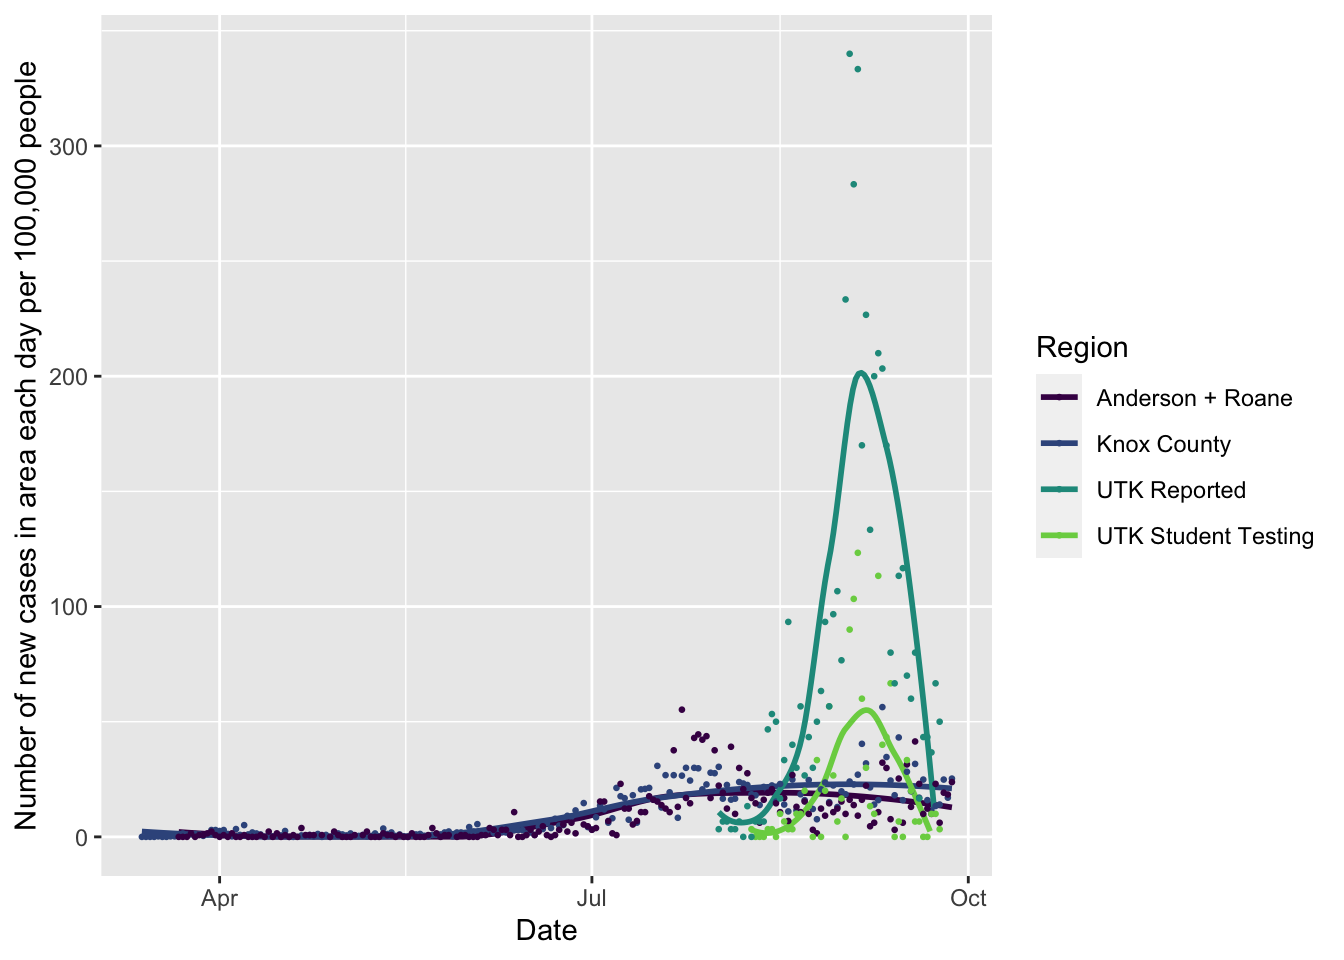 Number of new cases in area each day per 100,000 people
300
200
100
0
Apr
Jul
Oct
Date
Region
Anderson + Roane
Knox County
UTK Reported
UTK Student Testing